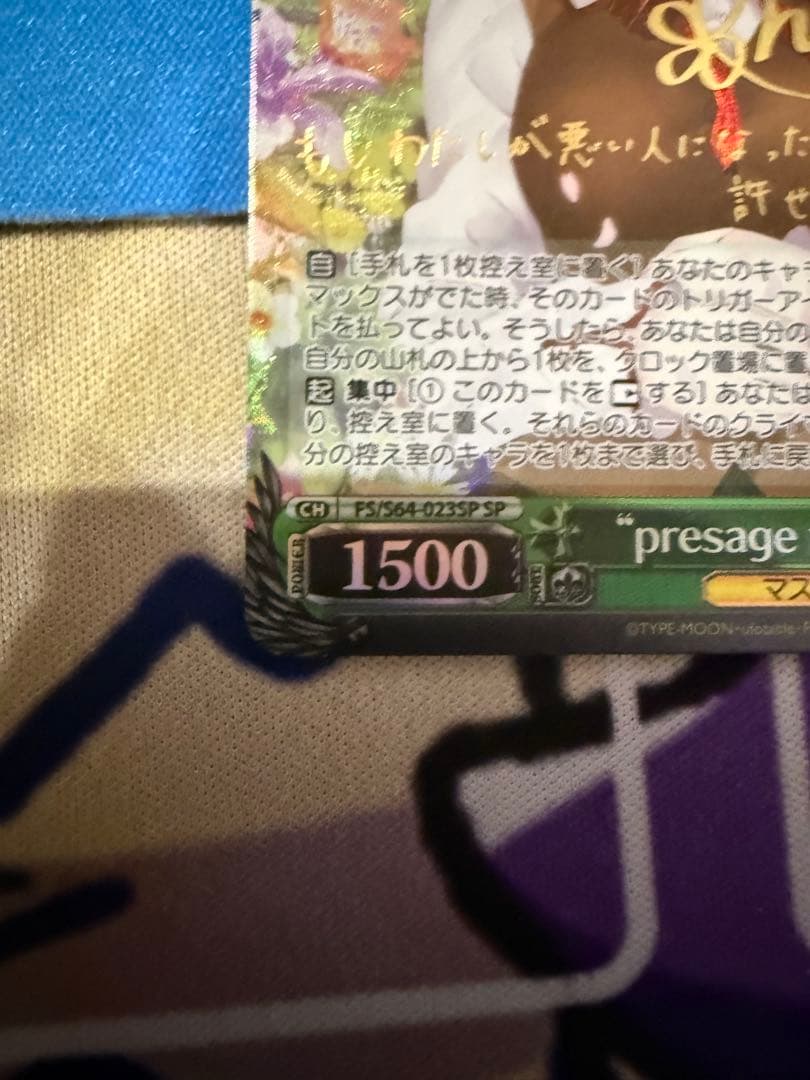 もしわたしが悪い人になった
許せ
自 [手札を1枚控え室に置く] あなたのキャラ
マックスがでた時、そのカードのトリガーア
トを払ってよい。そうしたら、あなたは自分の
自分の山札の上から1枚を、クロック置場に置
起 集中 [① このカードを する] あなたは
り、控え室に置く。それらのカードのクライマ
分の控え室のキャラを1枚まで選び、手札に戻
CH FS/S64-023SP SP
POWER 1500 SOUL
“presage
マス
©TYPE-MOON・ufotable・F